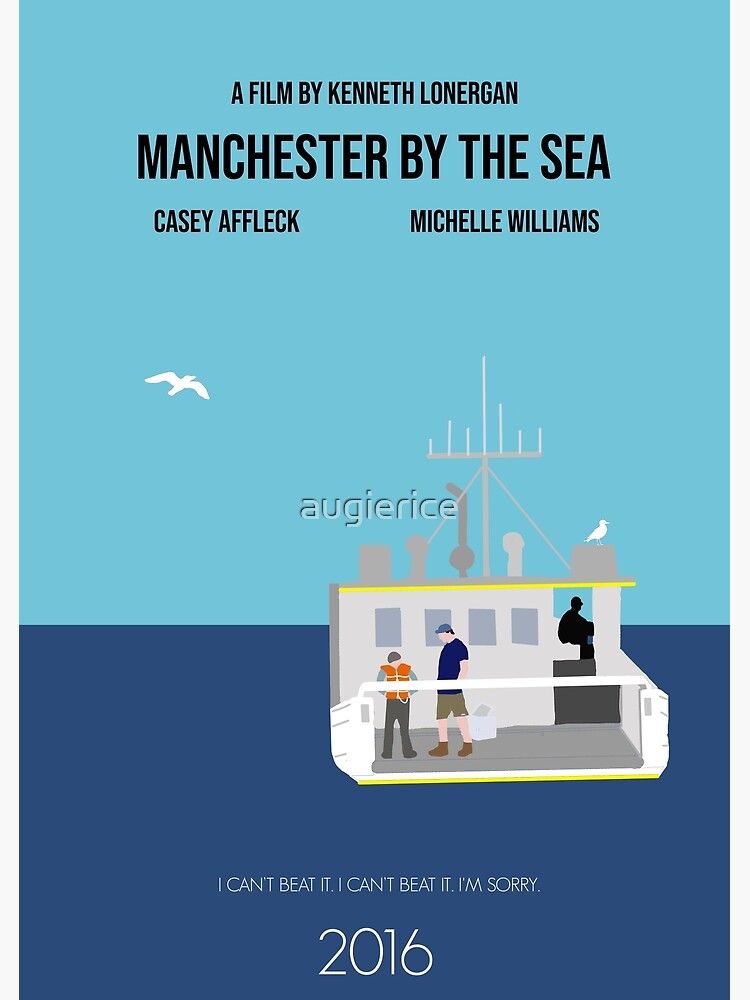 A FILM BY KENNETH LONERGAN
MANCHESTER BY THE SEA
CASEY AFFLECK MICHELLE WILLIAMS
augierice
I CAN'T BEAT IT. I CAN'T BEAT IT. I'M SORRY.
2016